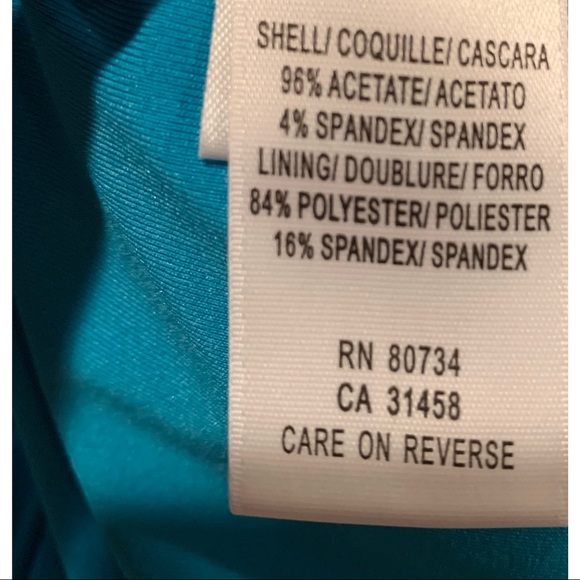 SHELL/ COQUILLE/ CASCARA
96% ACETATE/ ACETATO
4% SPANDEX/ SPANDEX
LINING/ DOUBLURE/ FORRO
84% POLYESTER/ POLIESTER
16% SPANDEX/ SPANDEX
RN 80734
CA 31458
CARE ON REVERSE